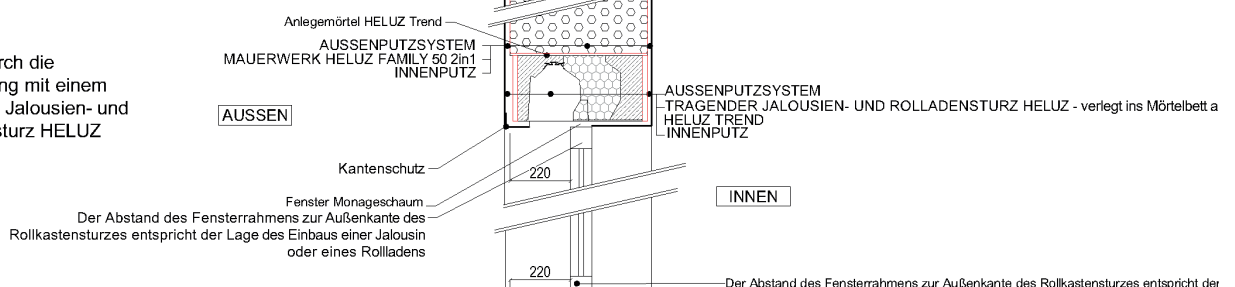 Anlegemörtel HELUZ Trend
AUSSENPUTZSYSTEM
MAUERWERK HELUZ FAMILY 50 2in1
INNENPUTZ
rch die
ng mit einem
Jalousien- und
sturz HELUZ
AUSSEN
AUSSENPUTZSYSTEM
TRAGENDER JALOUSIEN- UND ROLLADENSTURZ HELUZ - verlegt ins Mörtelbett a
HELUZ TREND
INNENPUTZ
Kantenschutz
220
Fenster Monageschaum
Der Abstand des Fensterrahmens zur Außenkante des
Rollkastensturzes entspricht der Lage des Einbaus einer Jalousin
oder eines Rollladens
INNEN
220
Der Abstand des Fensterrahmens zur Außenkante des Rollkastensturzes entspricht der